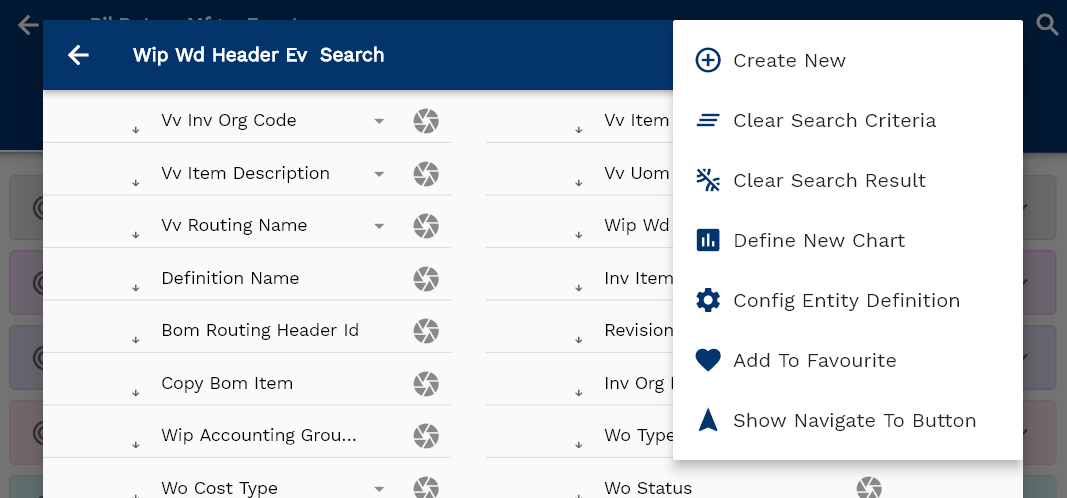 Wip Wd Header Ev  Search
Create New
Clear Search Criteria
Clear Search Result
Define New Chart
Config Entity Definition
Add To Favourite
Show Navigate To Button
Vv Inv Org Code
Vv Item
Vv Item Description
Vv Uom
Vv Routing Name
Wip Wd
Definition Name
Inv Item
Bom Routing Header Id
Revision
Copy Bom Item
Inv Org
Wip Accounting Grou...
Wo Type
Wo Cost Type
Wo Status